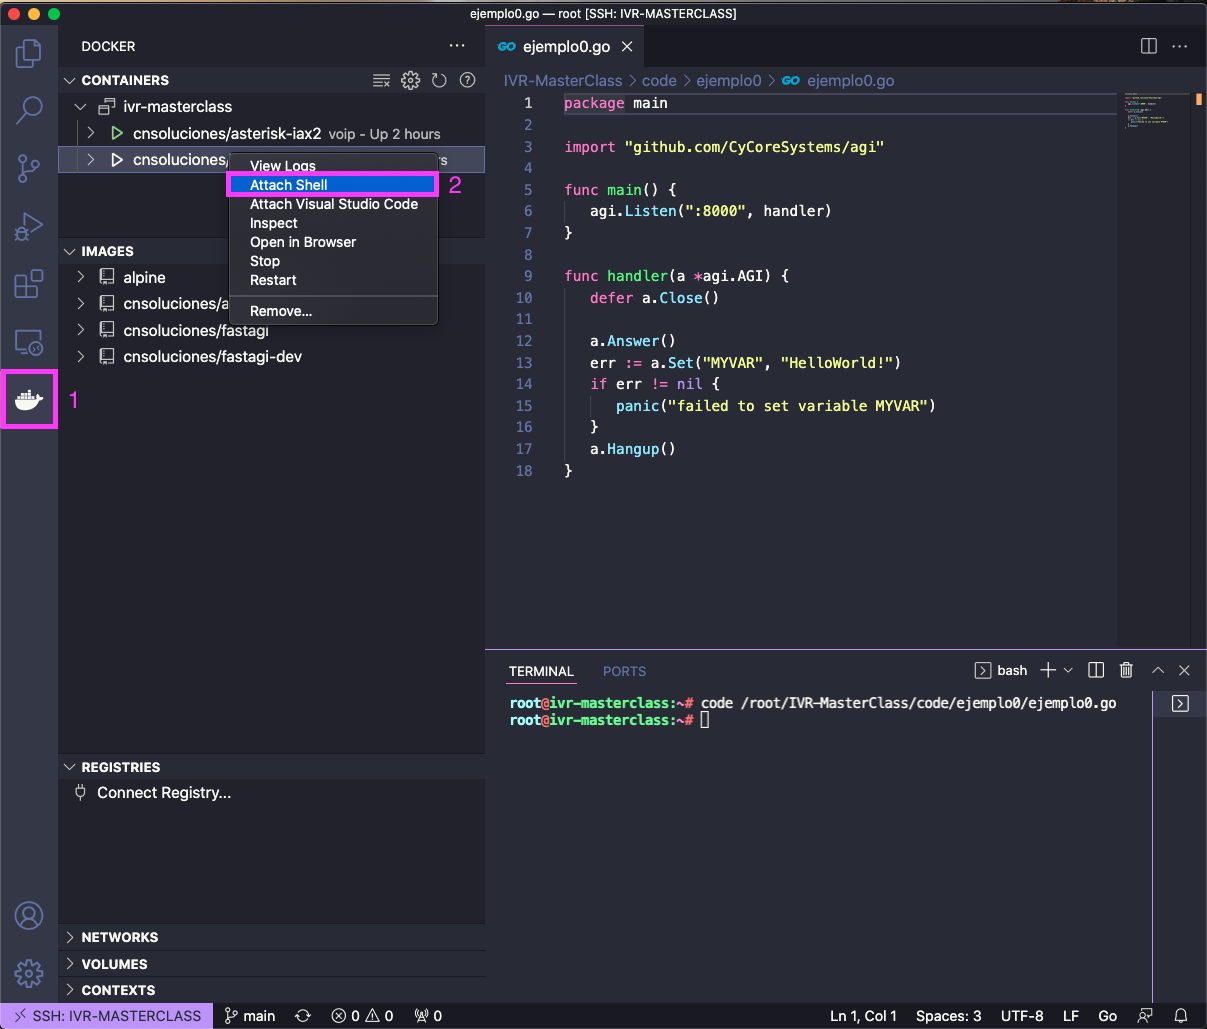 ejemplo0.go — root [SSH: IVR-MASTERCLASS]
DOCKER
CONTAINERS
ivr-masterclass
cnsoluciones/asterisk-iax2 voip - Up 2 hours
cnsoluciones/
rs
View Logs
Attach Shell
2
Attach Visual Studio Code
Inspect
Open in Browser
Stop
Restart
Remove...
IMAGES
alpine
cnsoluciones/a
cnsoluciones/fastagi
cnsoluciones/fastagi-dev
1
REGISTRIES
Connect Registry...
NETWORKS
VOLUMES
CONTEXTS
GO ejemplo0.go
IVR-MasterClass > code > ejemplo0 > GO ejemplo0.go
1 package main
2
3 import "github.com/CyCoreSystems/agi"
4
5 func main() {
6 agi.Listen(":8000", handler)
7 }
8
9 func handler(a *agi.AGI) {
10 defer a.Close()
11
12 a.Answer()
13 err := a.Set("MYVAR", "HelloWorld!")
14 if err != nil {
15 panic("failed to set variable MYVAR")
16 }
17 a.Hangup()
18 }
TERMINAL PORTS
bash
root@ivr-masterclass:~# code /root/IVR-MasterClass/code/ejemplo0/ejemplo0.go
root@ivr-masterclass:~#
SSH: IVR-MASTERCLASS main 0 0 0 Ln 1, Col 1 Spaces: 3 UTF-8 LF Go